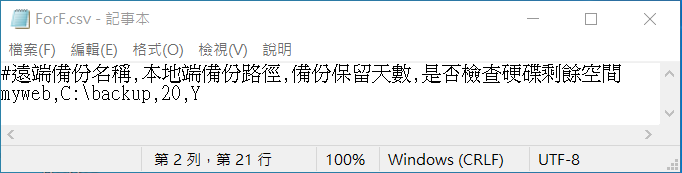 ForF.csv - 記事本
檔案(F) 編輯(E) 格式(O) 檢視(V) 說明
#遠端備份名稱,本地端備份路徑,備份保留天數,是否檢查硬碟剩餘空間
myweb,C:\backup,20,Y
第 2 列，第 21 行 100% Windows (CRLF) UTF-8